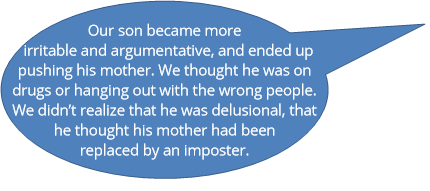 Our son became more
irritable and argumentative, and ended up
pushing his mother. We thought he was on
drugs or hanging out with the wrong people.
We didn’t realize that he was delusional, that
he thought his mother had been
replaced by an imposter.